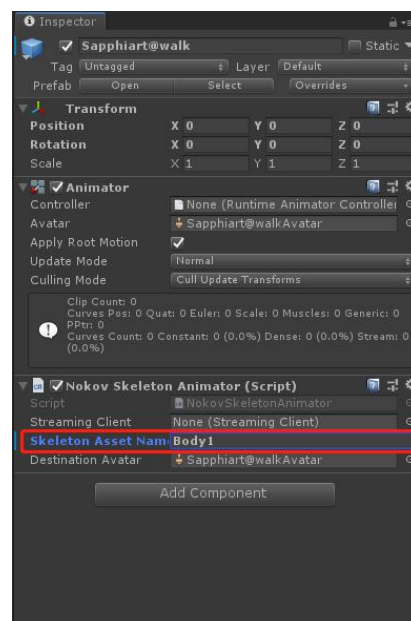 Inspector
Sapphiart@walk Static
Tag Untagged Layer Default
Prefab Open Select Overrides
Transform
Position X 0 Y 0 Z 0
Rotation X 0 Y 0 Z 0
Scale X 1 Y 1 Z 1
Animator
Controller None (Runtime Animator Controller
Avatar Sapphiart@walkAvatar
Apply Root Motion
Update Mode Normal
Culling Mode Cull Update Transforms
Clip Count: 0
Curves Pos: 0 Quat: 0 Euler: 0 Scale: 0 Muscles: 0 Generic: 0
PPtr: 0
Curves Count: 0 Constant: 0 (0.0%) Dense: 0 (0.0%) Stream: 0
(0.0%)
Nokov Skeleton Animator (Script)
Script NokovSkeletonAnimator
Streaming Client None (Streaming Client)
Skeleton Asset Nam Body1
Destination Avatar Sapphiart@walkAvatar
Add Component